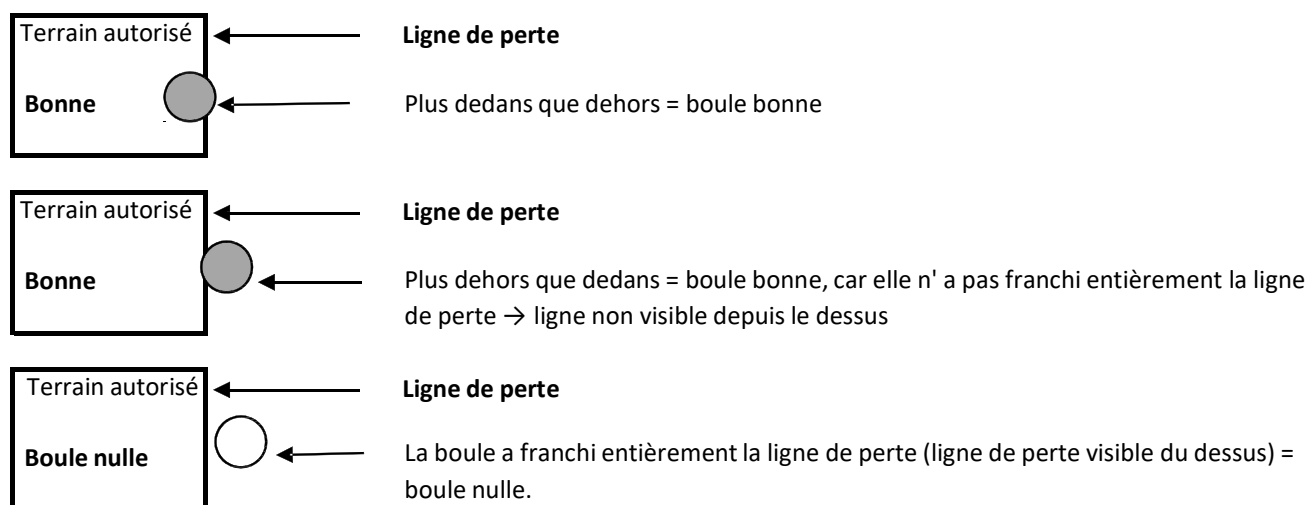 Terrain autorisé Ligne de perte
Bonne Plus dedans que dehors = boule bonne
Terrain autorisé Ligne de perte
Bonne Plus dehors que dedans = boule bonne, car elle n' a pas franchi entièrement la ligne
de perte → ligne non visible depuis le dessus
Terrain autorisé Ligne de perte
Boule nulle La boule a franchi entièrement la ligne de perte (ligne de perte visible du dessus) =
boule nulle.